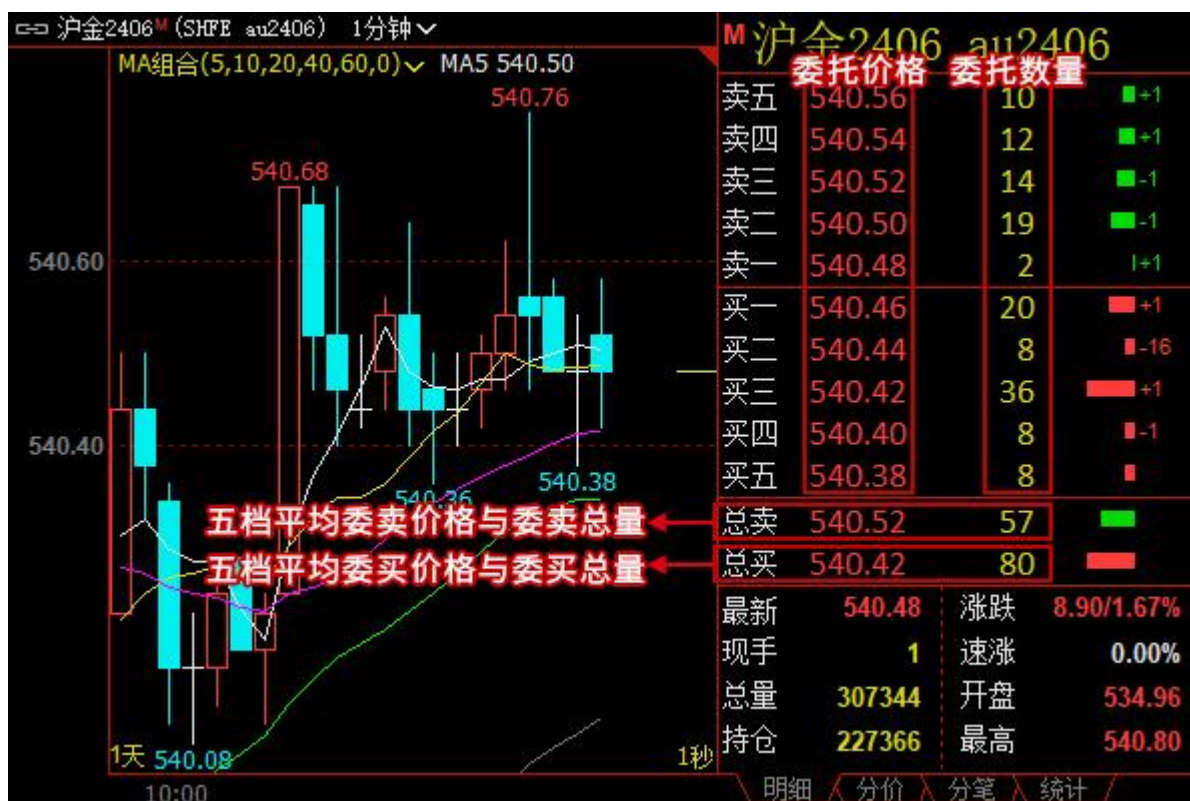 沪金2406M (SHFE au2406) 1分钟
MA组合(5,10,20,40,60,0) MA5 540.50
540.76
540.68
540.60
540.40
540.36
540.38
五档平均委卖价格与委卖总量
五档平均委买价格与委买总量
1天 540.08 1秒
10:00
M 沪金2406 au2406
委托价格 委托数量
卖五 540.56 10 +1
卖四 540.54 12 +1
卖三 540.52 14 -1
卖二 540.50 19 -1
卖一 540.48 2 +1
买一 540.46 20 +1
买二 540.44 8 -16
买三 540.42 36 +1
买四 540.40 8 -1
买五 540.38 8
总卖 540.52 57
总买 540.42 80
最新 540.48 涨跌 8.90/1.67%
现手 1 速涨 0.00%
总量 307344 开盘 534.96
持仓 227366 最高 540.80
明细 分价 分笔 统计